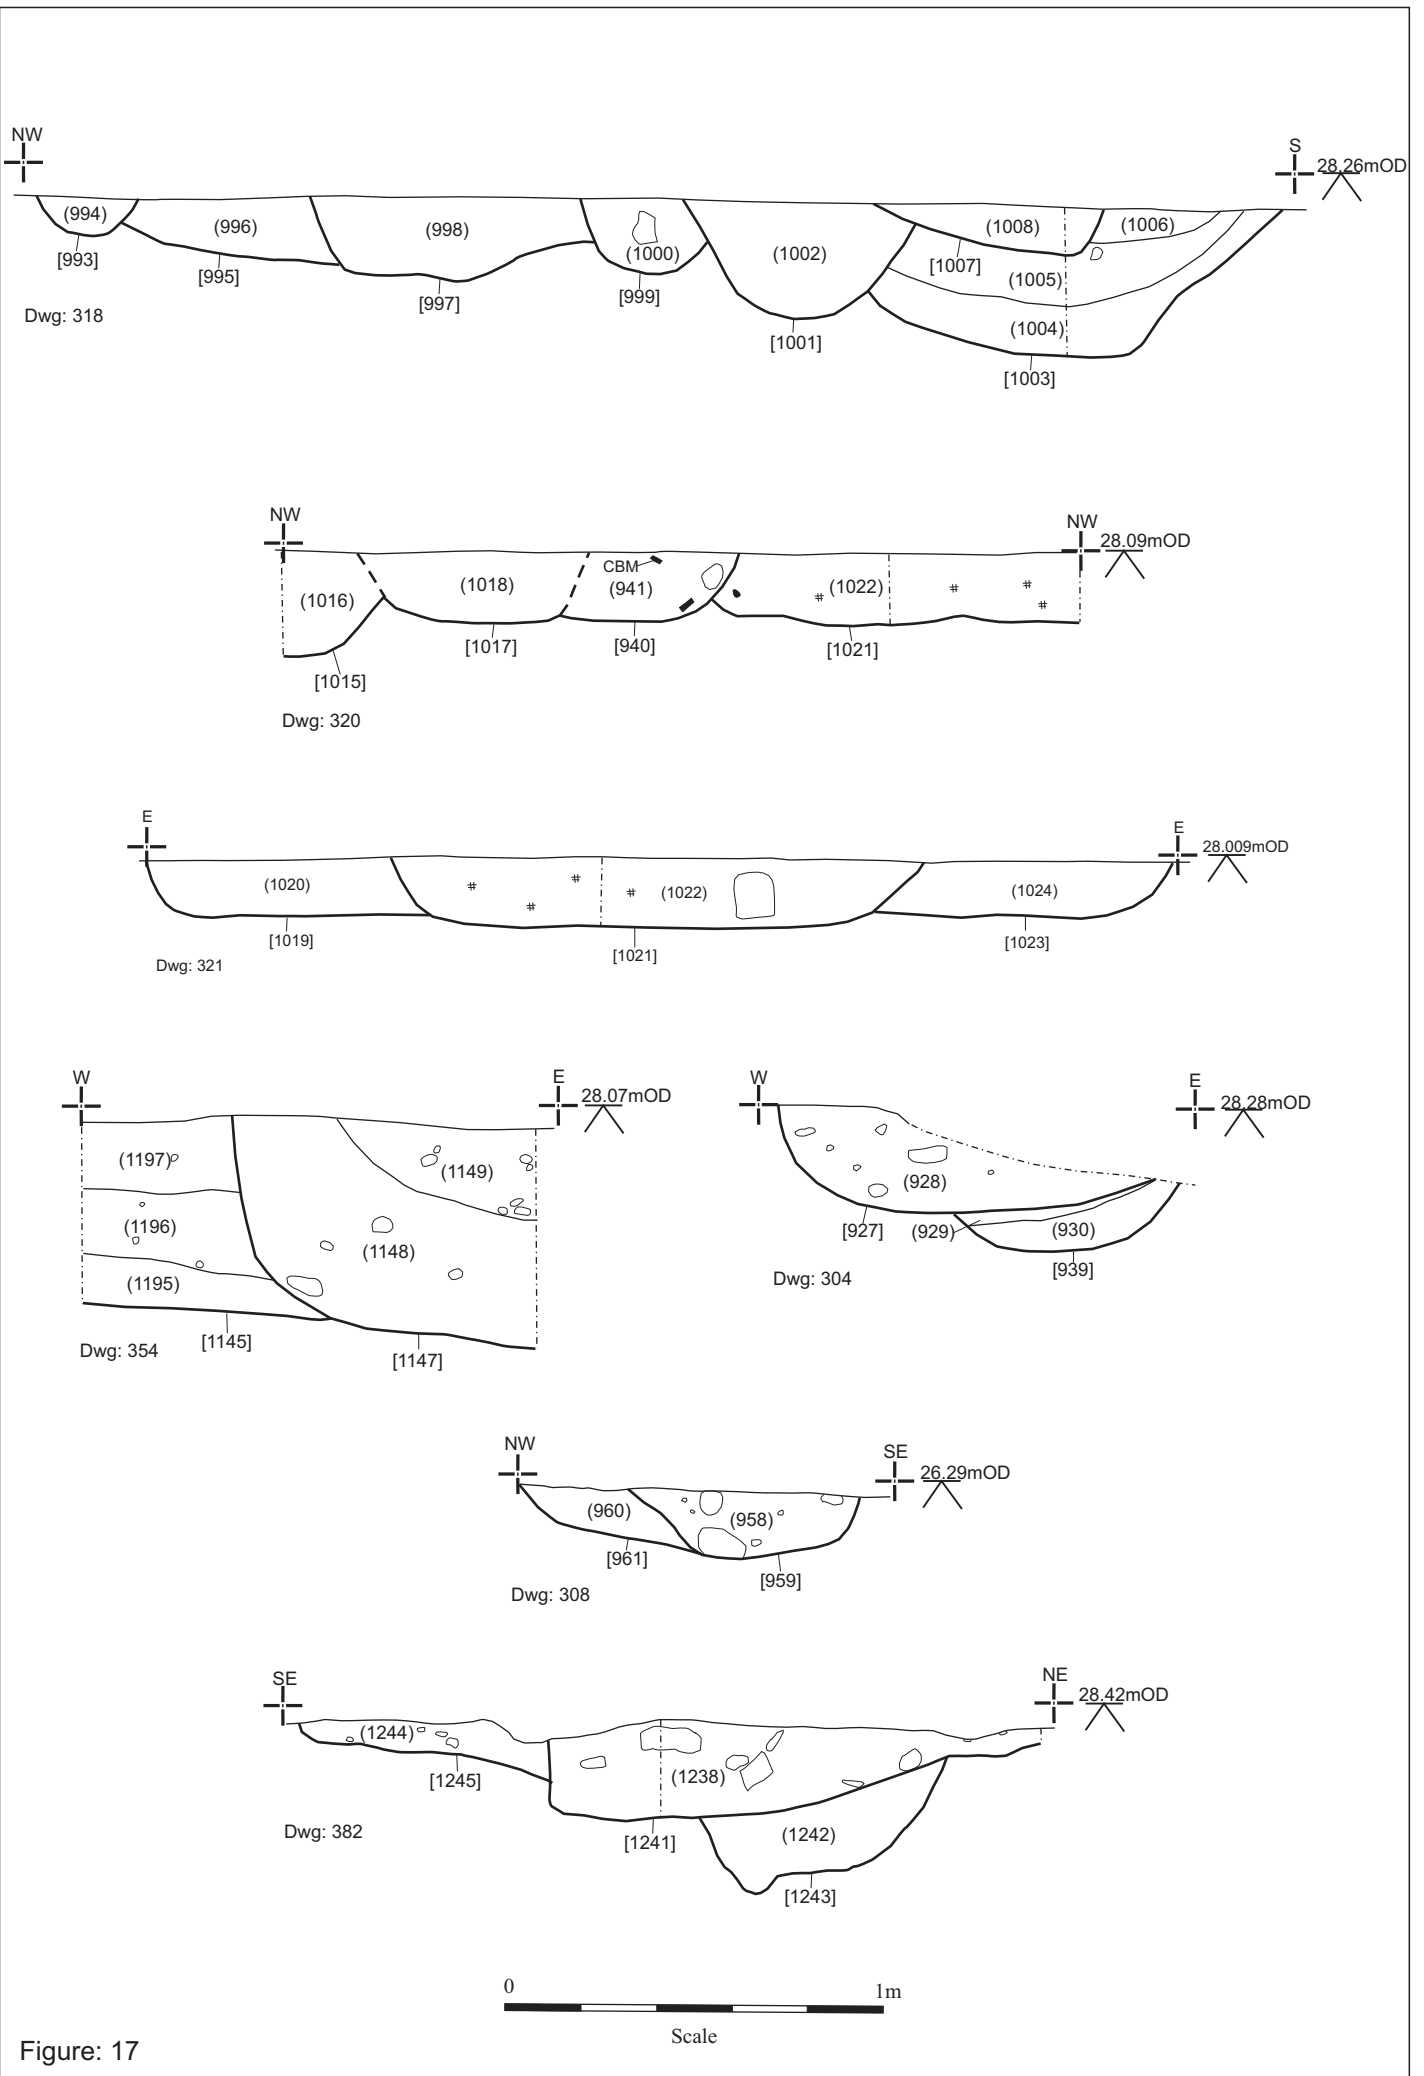 NW
S
28.26mOD
(994)
(996)
(998)
(1000)
(1002)
(1008)
(1006)
(1005)
(1004)
[993]
[995]
[997]
[999]
[1001]
[1007]
[1003]
Dwg: 318
NW
NW
28.09mOD
CBM
(1016)
(1018)
(941)
(1022)
[1015]
[1017]
[940]
[1021]
Dwg: 320
E
E
28.009mOD
(1020)
(1022)
(1024)
[1019]
[1021]
[1023]
Dwg: 321
W
E
28.07mOD
(1197)
(1149)
(1196)
(1148)
(1195)
[1145]
[1147]
Dwg: 354
W
E
28.28mOD
(928)
[927]
(929)
(930)
[939]
Dwg: 304
NW
SE
26.29mOD
(960)
(958)
[961]
[959]
Dwg: 308
SE
NE
28.42mOD
(1244)
(1238)
[1245]
(1242)
[1241]
[1243]
Dwg: 382
0 1m
Scale
Figure: 17